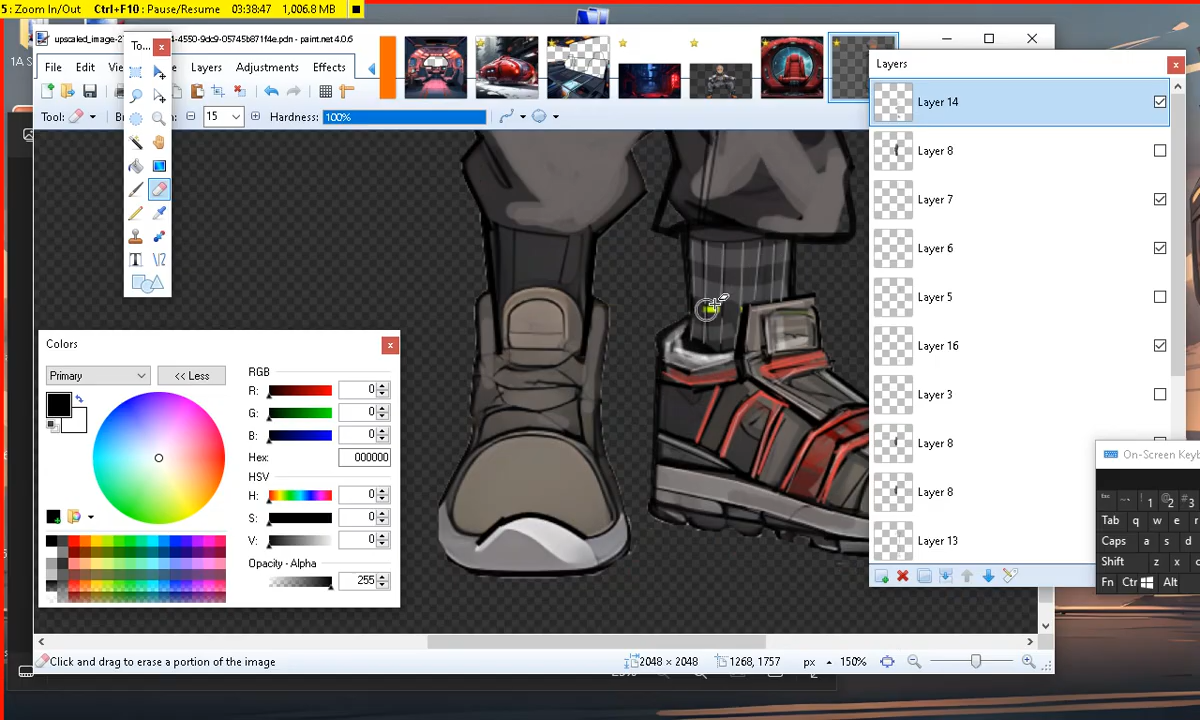 5: Zoom In/Out Ctrl+F10 : Pause/Resume 03:38:47 1,006.8 MB
4-4550-9dc9-05745b871f4e.pdn - paint.net 4.0.6
To...
File Edit Layers Adjustments Effects
Tool: 15 Hardness: 100%
Layers
Layer 14
Layer 8
Layer 7
Layer 6
Layer 5
Layer 16
Layer 3
Layer 8
Layer 8
Layer 13
Colors
Primary << Less
RGB
R: 0
G: 0
B: 0
Hex: 000000
HSV
H: 0
S: 0
V: 0
Opacity - Alpha
255
On-Screen Keyb
Esc ! 1 @ 2 # 3
Tab q w e r
Caps a s d
Shift z x c
Fn Ctr Alt
Click and drag to erase a portion of the image 2048 × 2048 1268, 1757 px 150%